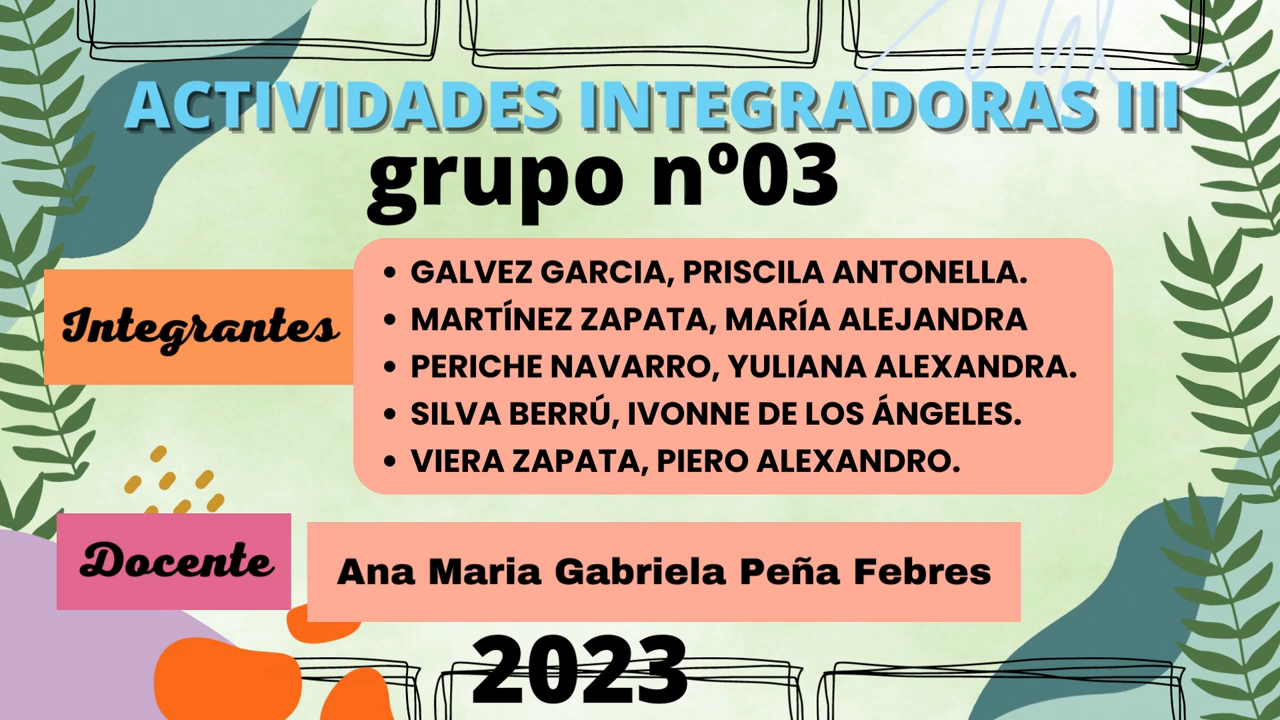 ACTIVIDADES INTEGRADORAS III
grupo nº03
Integrantes
• GALVEZ GARCIA, PRISCILA ANTONELLA.
• MARTÍNEZ ZAPATA, MARÍA ALEJANDRA
• PERICHE NAVARRO, YULIANA ALEXANDRA.
• SILVA BERRÚ, IVONNE DE LOS ÁNGELES.
• VIERA ZAPATA, PIERO ALEXANDRO.
Docente
Ana Maria Gabriela Peña Febres
2023